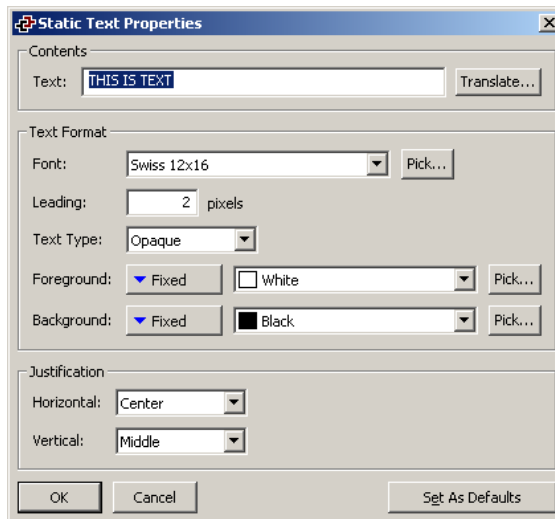 Static Text Properties
Contents
Text: THIS IS TEXT Translate...
Text Format
Font: Swiss 12x16 Pick...
Leading: 2 pixels
Text Type: Opaque
Foreground: Fixed White Pick...
Background: Fixed Black Pick...
Justification
Horizontal: Center
Vertical: Middle
OK Cancel Set As Defaults